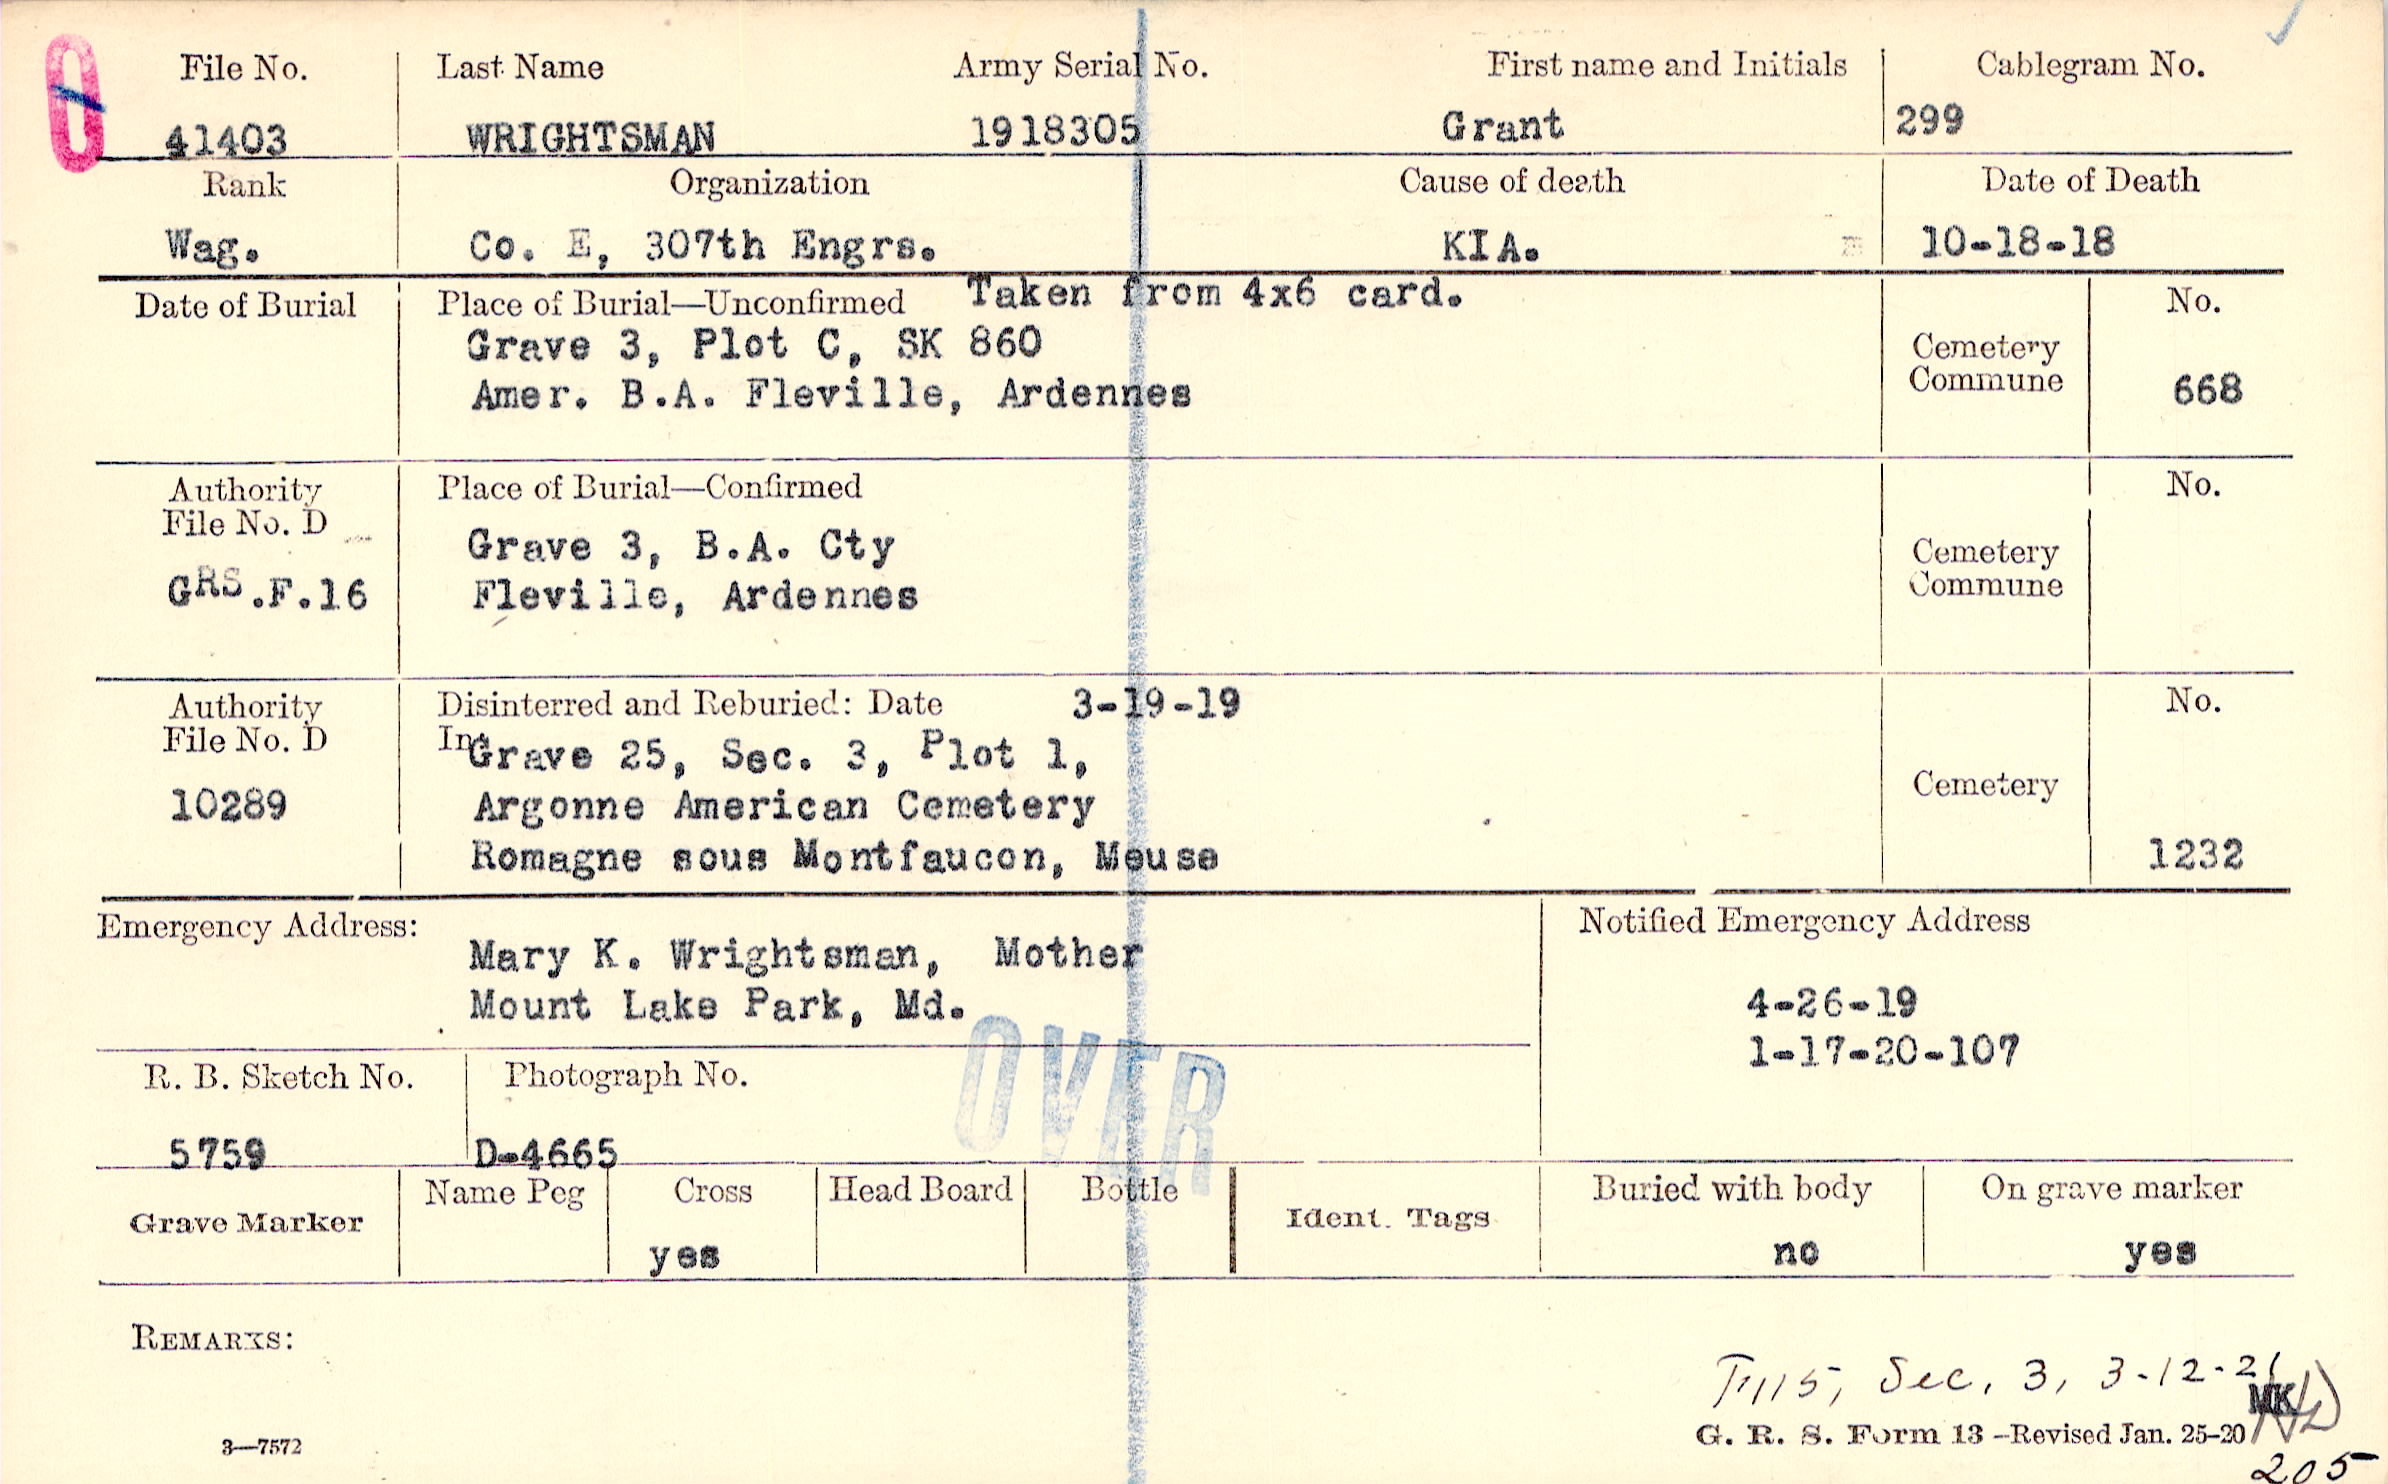 File No. Last Name Army Serial No. First name and Initials Cablegram No.
41403 WRIGHTSMAN 1918305 Grant 299
Rank Organization Cause of death Date of Death
Wag. Co. E, 307th Engrs. KIA. 10-18-18
Date of Burial Place of Burial—Unconfirmed Taken from 4x6 card. No.
Grave 3, Plot C, SK 860
Cemetery
Commune 668
Amer. B.A. Fleville, Ardennes
Authority Place of Burial—Confirmed No.
File No. D
Grave 3, B.A. Cty
Cemetery
Commune
GRS.F.16 Fleville, Ardennes
Authority Disinterred and Reburied: Date 3-19-19 No.
File No. D In
Grave 25, Sec. 3, Plot 1,
Cemetery
10289 Argonne American Cemetery
Romagne sous Montfaucon, Meuse 1232
Emergency Address: Notified Emergency Address
Mary K. Wrightsman, Mother
Mount Lake Park, Md. 4-26-19
1-17-20-107
OVER
R. B. Sketch No. Photograph No.
5759 D-4665
Grave Marker Name Peg Cross Head Board Bottle Ident. Tags Buried with body On grave marker
yes no yes
REMARKS:
Sec. 3, 3-12-21
MK
3—7572 G. R. S. Form 13—Revised Jan. 25-20
205